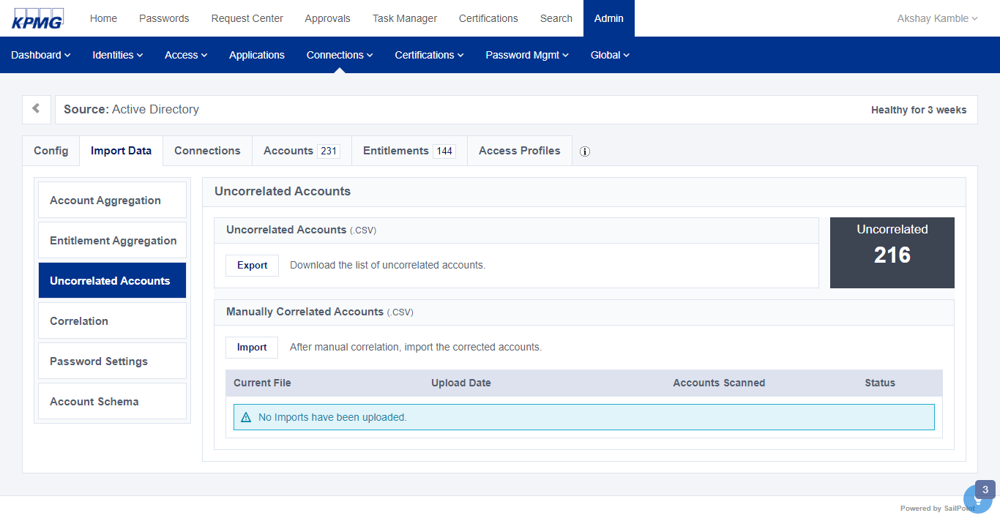 KPMG Home Passwords Request Center Approvals Task Manager Certifications Search Admin Akshay Kamble
Dashboard Identities Access Applications Connections Certifications Password Mgmt Global
Source: Active Directory Healthy for 3 weeks
Config Import Data Connections Accounts 231 Entitlements 144 Access Profiles
Account Aggregation
Entitlement Aggregation
Uncorrelated Accounts
Correlation
Password Settings
Account Schema
Uncorrelated Accounts
Uncorrelated Accounts (.CSV)
Export Download the list of uncorrelated accounts.
Uncorrelated
216
Manually Correlated Accounts (.CSV)
Import After manual correlation, import the corrected accounts.
Current File Upload Date Accounts Scanned Status
No Imports have been uploaded.
3
Powered by SailPoint